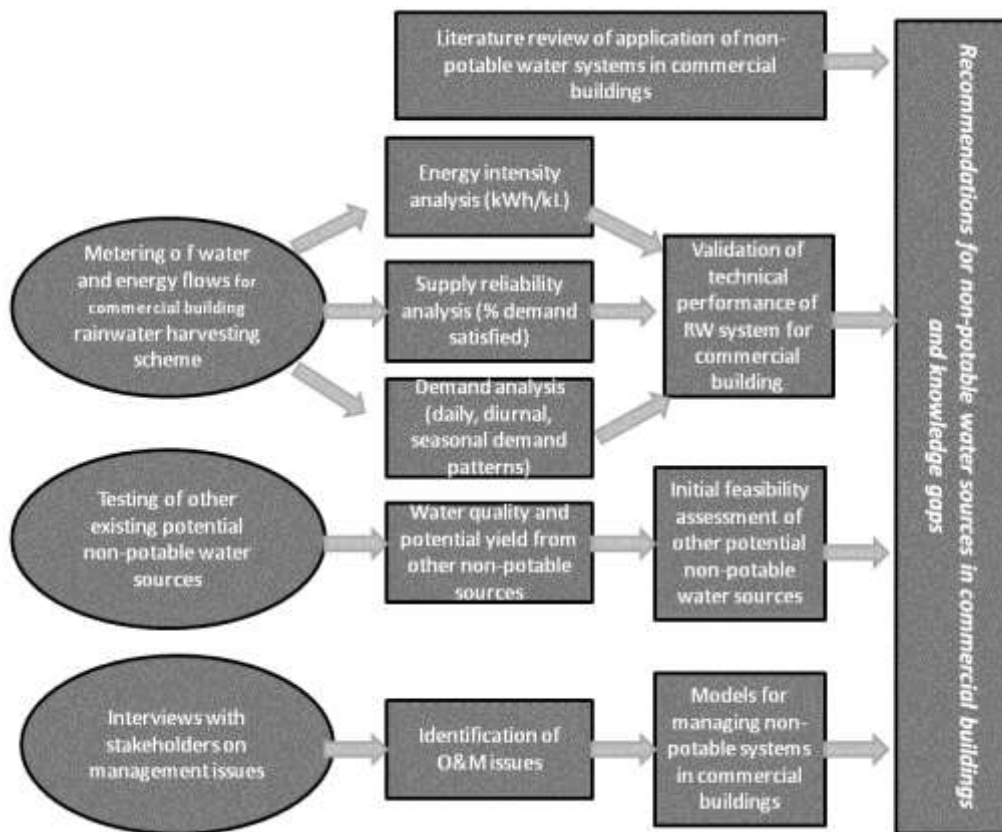 Literature review of application of non-
potable water systems in commercial
buildings
Energy intensity
analysis (kWh/kL)
Metering o f water
and energy flows for
commercial building
rainwater harvesting
scheme
Supply reliability
analysis (% demand
satisfied)
Demand analysis
(daily, diurnal,
seasonal demand
patterns)
Validation of
technical
performance of
RW system for
commercial
building
Testing of other
existing potential
non-potable water
sources
Water quality and
potential yield from
other non-potable
sources
Initial feasibility
assessment of
other potential
non-potable
water sources
Interviews with
stakeholders on
management issues
Identification of
O&M issues
Models for
managing non-
potable systems
in commercial
buildings
Recommendations for non-potable water sources in commercial buildings
and knowledge gaps